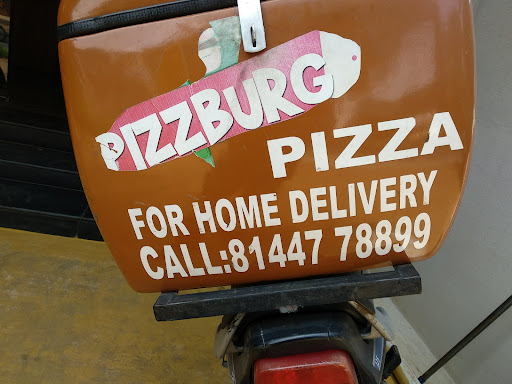 PIZZBURG
PIZZA
FOR HOME DELIVERY
CALL:81447 78899